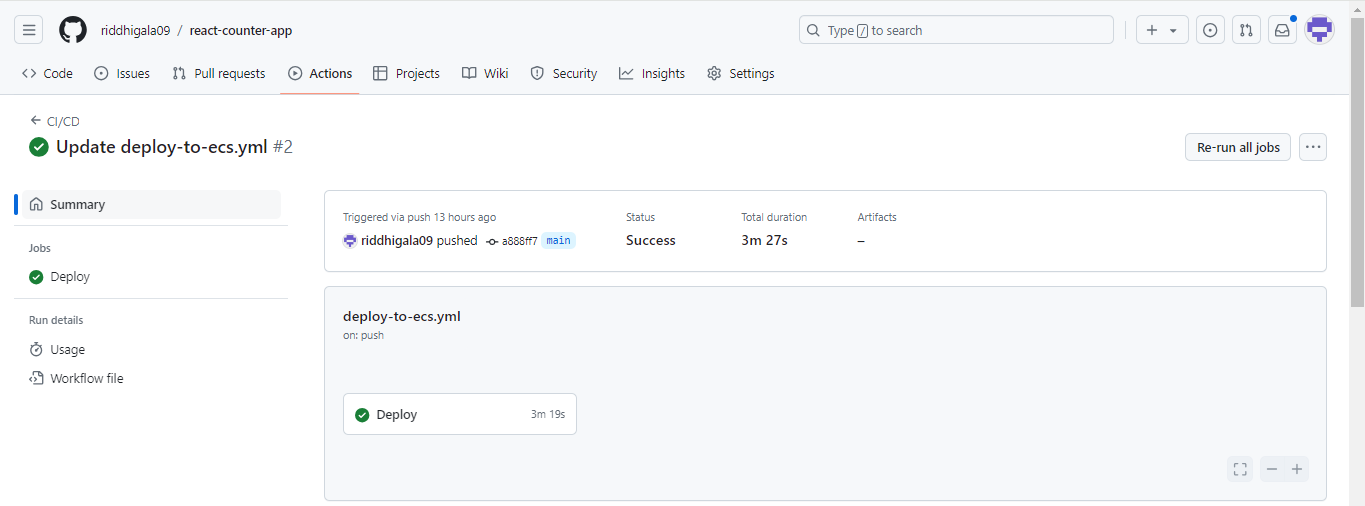 riddhigala09 / react-counter-app
Type / to search
Code Issues Pull requests Actions Projects Wiki Security Insights Settings
← CI/CD
Update deploy-to-ecs.yml #2
Re-run all jobs
Summary
Jobs
Deploy
Run details
Usage
Workflow file
Triggered via push 13 hours ago
riddhigala09 pushed a888ff7 main
Status
Success
Total duration
3m 27s
Artifacts
–
deploy-to-ecs.yml
on: push
Deploy 3m 19s